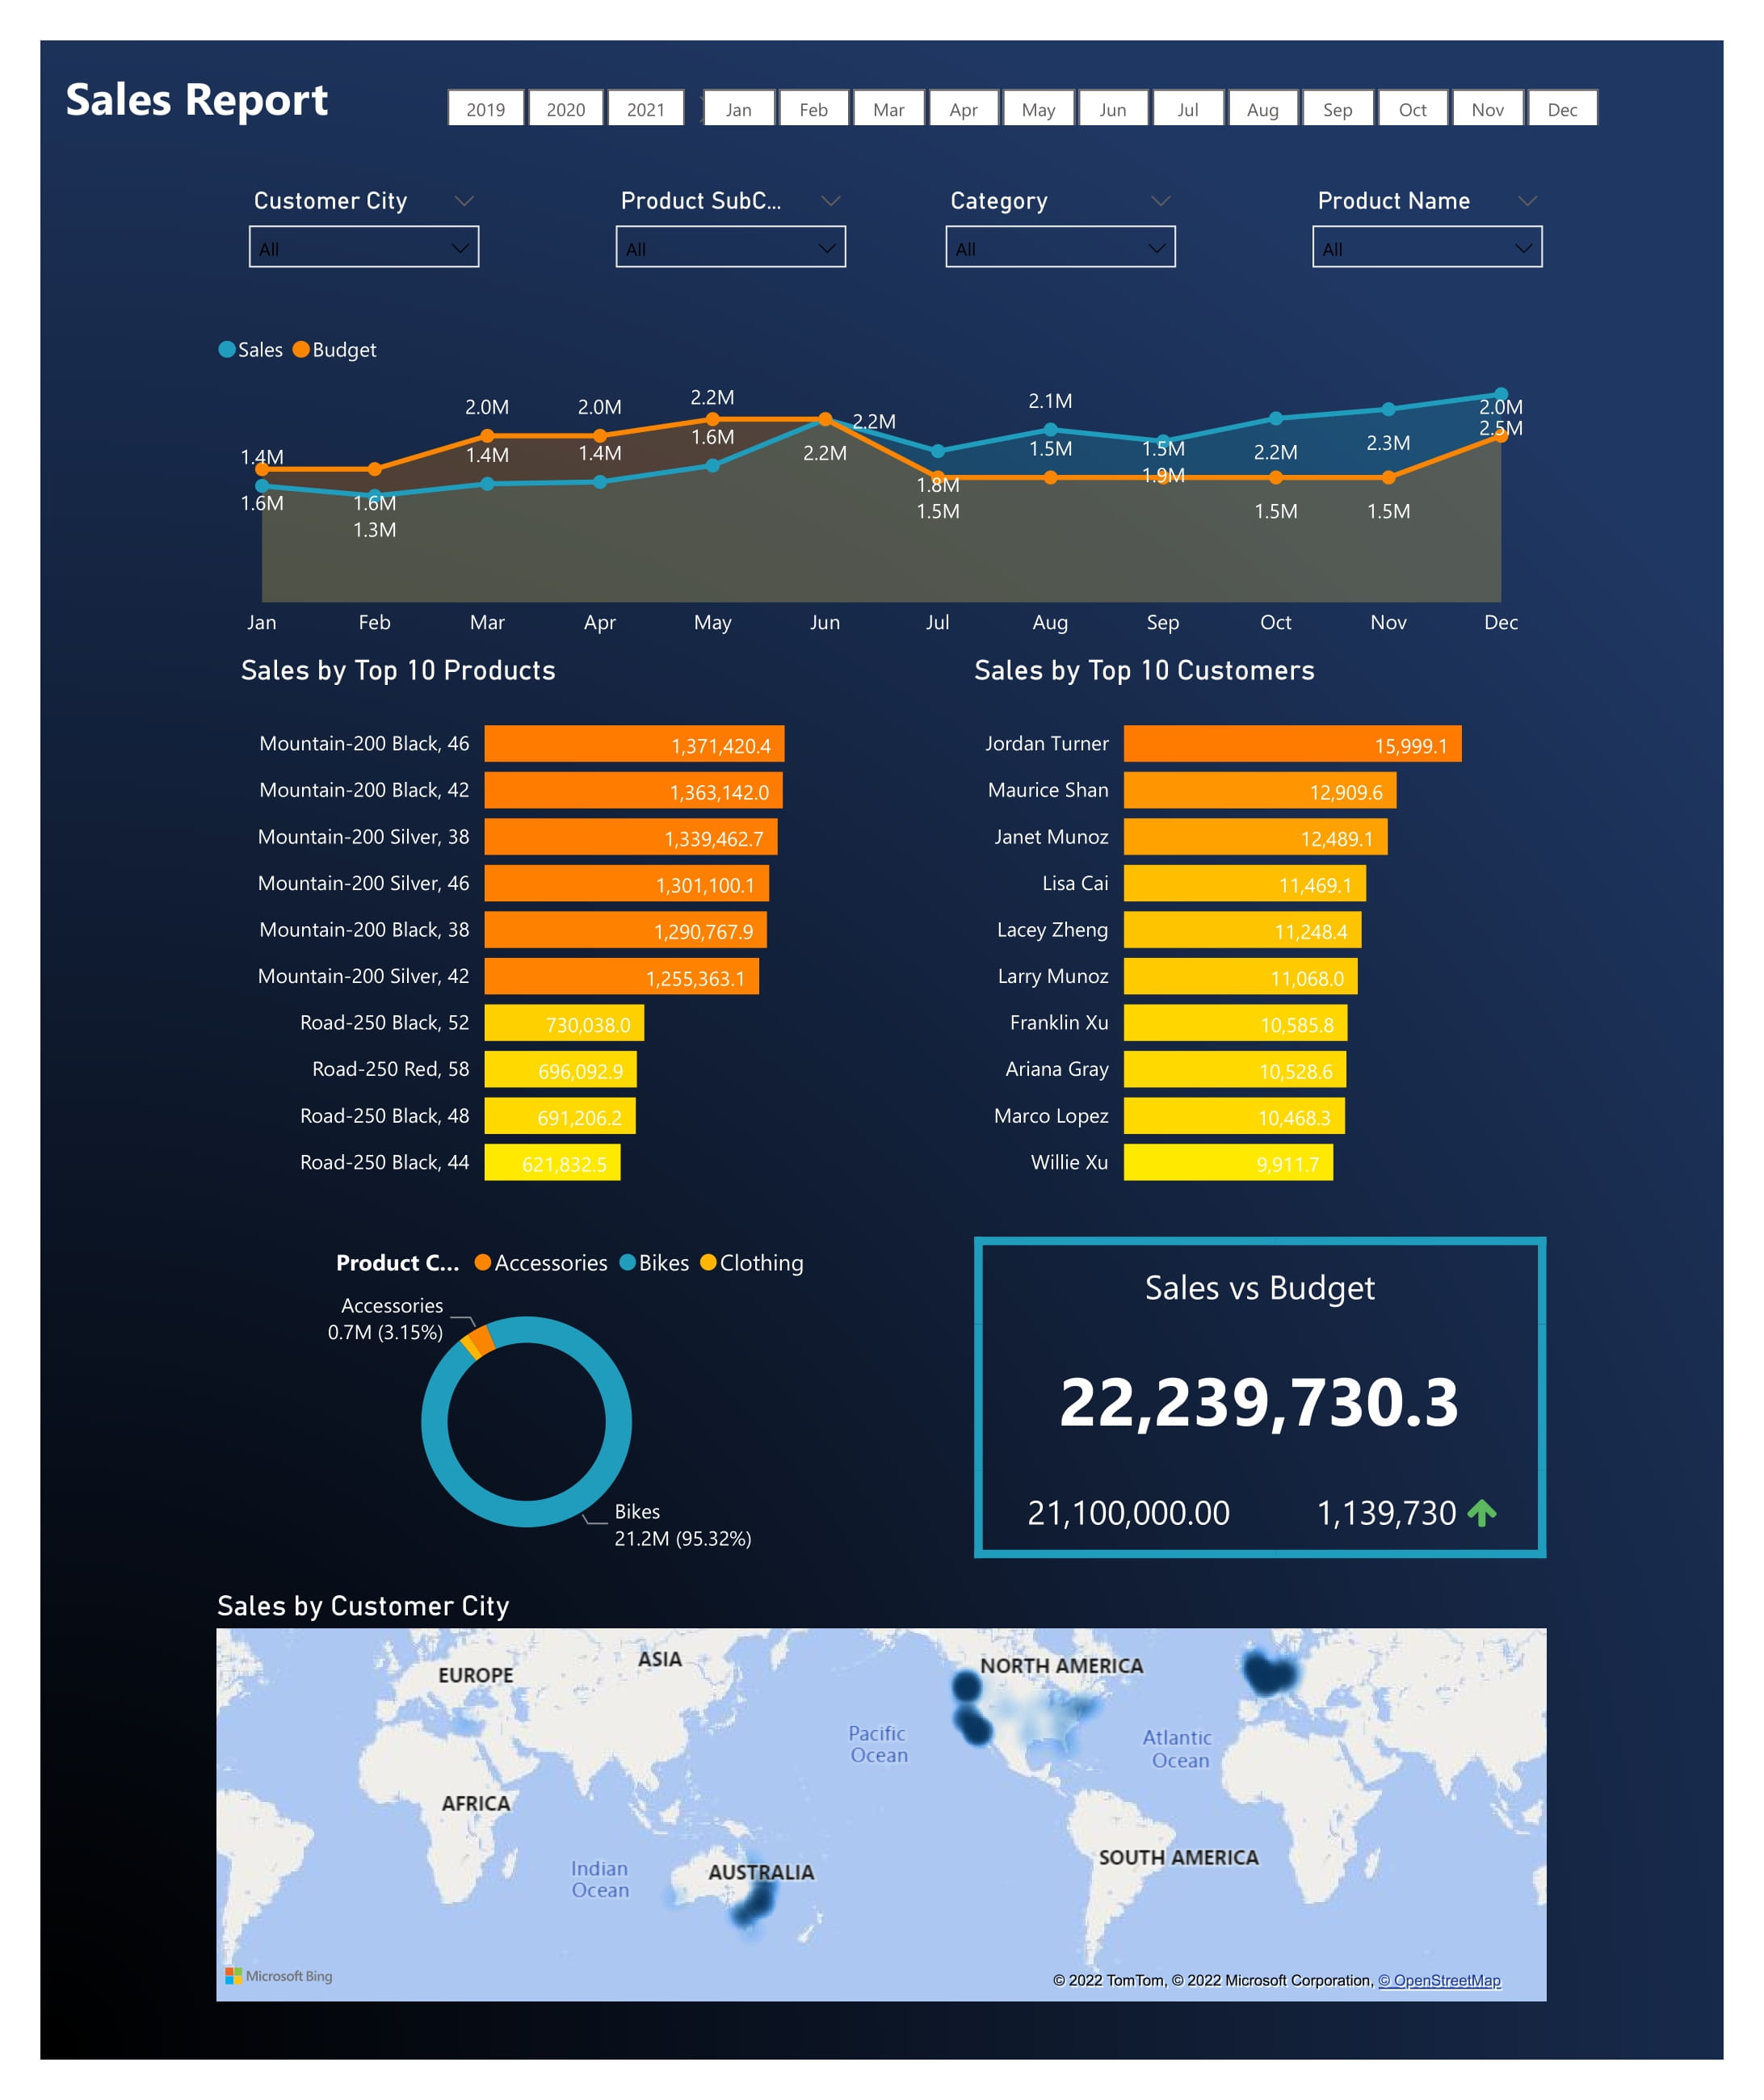 Sales Report
2019 2020 2021 Jan Feb Mar Apr May Jun Jul Aug Sep Oct Nov Dec
Customer City Product SubC... Category Product Name
All All All All
Sales Budget
2.2M
2.0M 2.0M 2.1M 2.0M
2.2M 2.5M
1.4M 1.4M 1.4M 1.6M 2.2M 1.5M 1.5M 2.2M 2.3M
1.6M 1.6M 1.8M 1.9M
1.3M 1.5M 1.5M 1.5M
Jan Feb Mar Apr May Jun Jul Aug Sep Oct Nov Dec
Sales by Top 10 Products
Mountain-200 Black, 46 1,371,420.4
Mountain-200 Black, 42 1,363,142.0
Mountain-200 Silver, 38 1,339,462.7
Mountain-200 Silver, 46 1,301,100.1
Mountain-200 Black, 38 1,290,767.9
Mountain-200 Silver, 42 1,255,363.1
Road-250 Black, 52 730,038.0
Road-250 Red, 58 696,092.9
Road-250 Black, 48 691,206.2
Road-250 Black, 44 621,832.5
Sales by Top 10 Customers
Jordan Turner 15,999.1
Maurice Shan 12,909.6
Janet Munoz 12,489.1
Lisa Cai 11,469.1
Lacey Zheng 11,248.4
Larry Munoz 11,068.0
Franklin Xu 10,585.8
Ariana Gray 10,528.6
Marco Lopez 10,468.3
Willie Xu 9,911.7
Product C... Accessories Bikes Clothing
Accessories
0.7M (3.15%)
Bikes
21.2M (95.32%)
Sales vs Budget
22,239,730.3
21,100,000.00 1,139,730
Sales by Customer City
EUROPE ASIA NORTH AMERICA
Pacific
Ocean
Atlantic
Ocean
AFRICA
SOUTH AMERICA
Indian
Ocean
AUSTRALIA
Microsoft Bing
© 2022 TomTom, © 2022 Microsoft Corporation, © OpenStreetMap